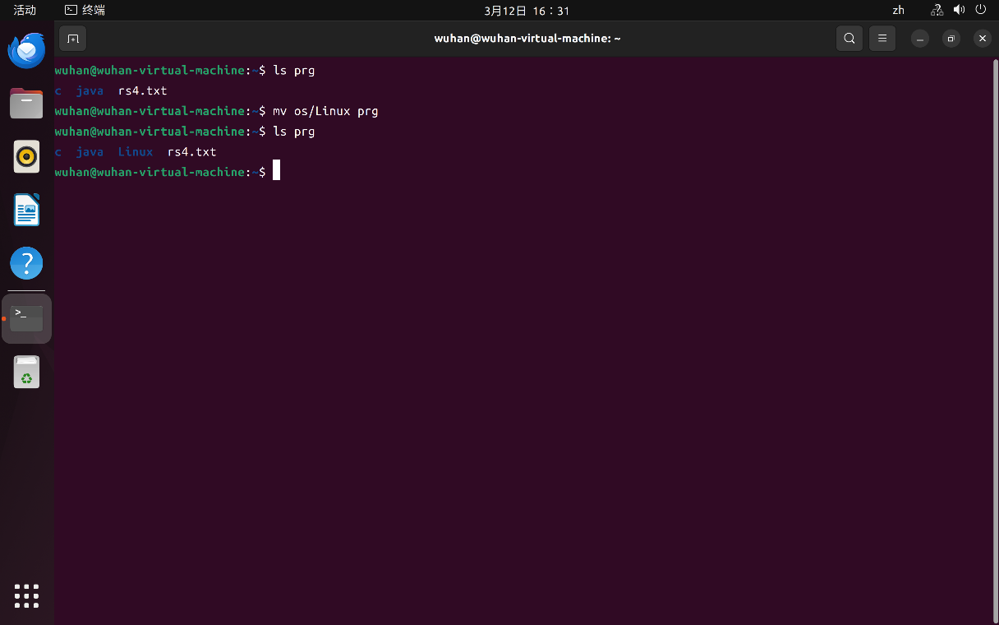 活动 终端 3月12日 16：31 zh
wuhan@wuhan-virtual-machine: ~
wuhan@wuhan-virtual-machine:~$ ls prg
c  java  rs4.txt
wuhan@wuhan-virtual-machine:~$ mv os/Linux prg
wuhan@wuhan-virtual-machine:~$ ls prg
c  java  Linux  rs4.txt
wuhan@wuhan-virtual-machine:~$